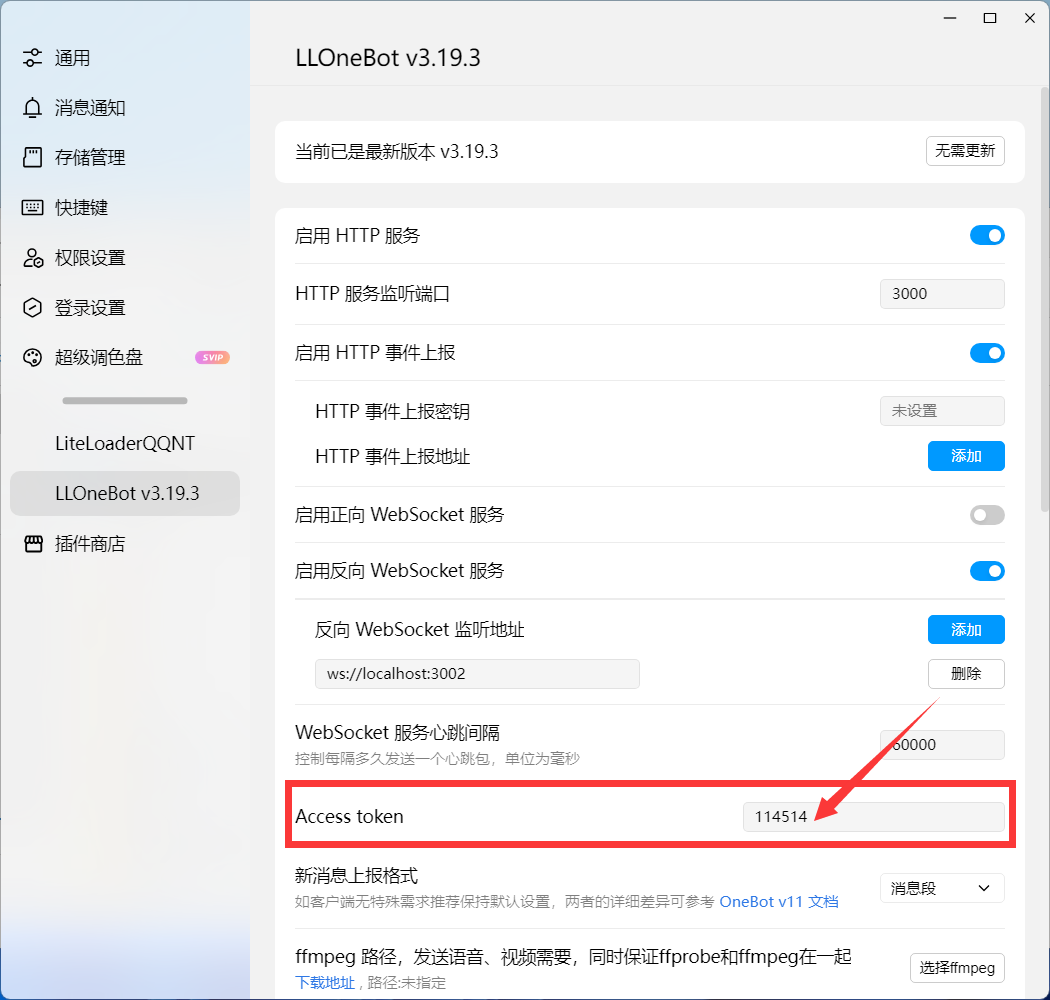 LLOneBot v3.19.3
通用
消息通知
存储管理
快捷键
权限设置
登录设置
超级调色盘 SVIP
LiteLoaderQQNT
LLOneBot v3.19.3
插件商店
当前已是最新版本 v3.19.3 无需更新
启用 HTTP 服务
HTTP 服务监听端口 3000
启用 HTTP 事件上报
HTTP 事件上报密钥 未设置
HTTP 事件上报地址 添加
启用正向 WebSocket 服务
启用反向 WebSocket 服务
反向 WebSocket 监听地址 添加
ws://localhost:3002 删除
WebSocket 服务心跳间隔 60000
控制每隔多久发送一个心跳包，单位为毫秒
Access token 114514
新消息上报格式 消息段
如客户端无特殊需求推荐保持默认设置，两者的详细差异可参考 OneBot v11 文档
ffmpeg 路径，发送语音、视频需要，同时保证ffprobe和ffmpeg在一起 选择ffmpeg
下载地址 , 路径:未指定